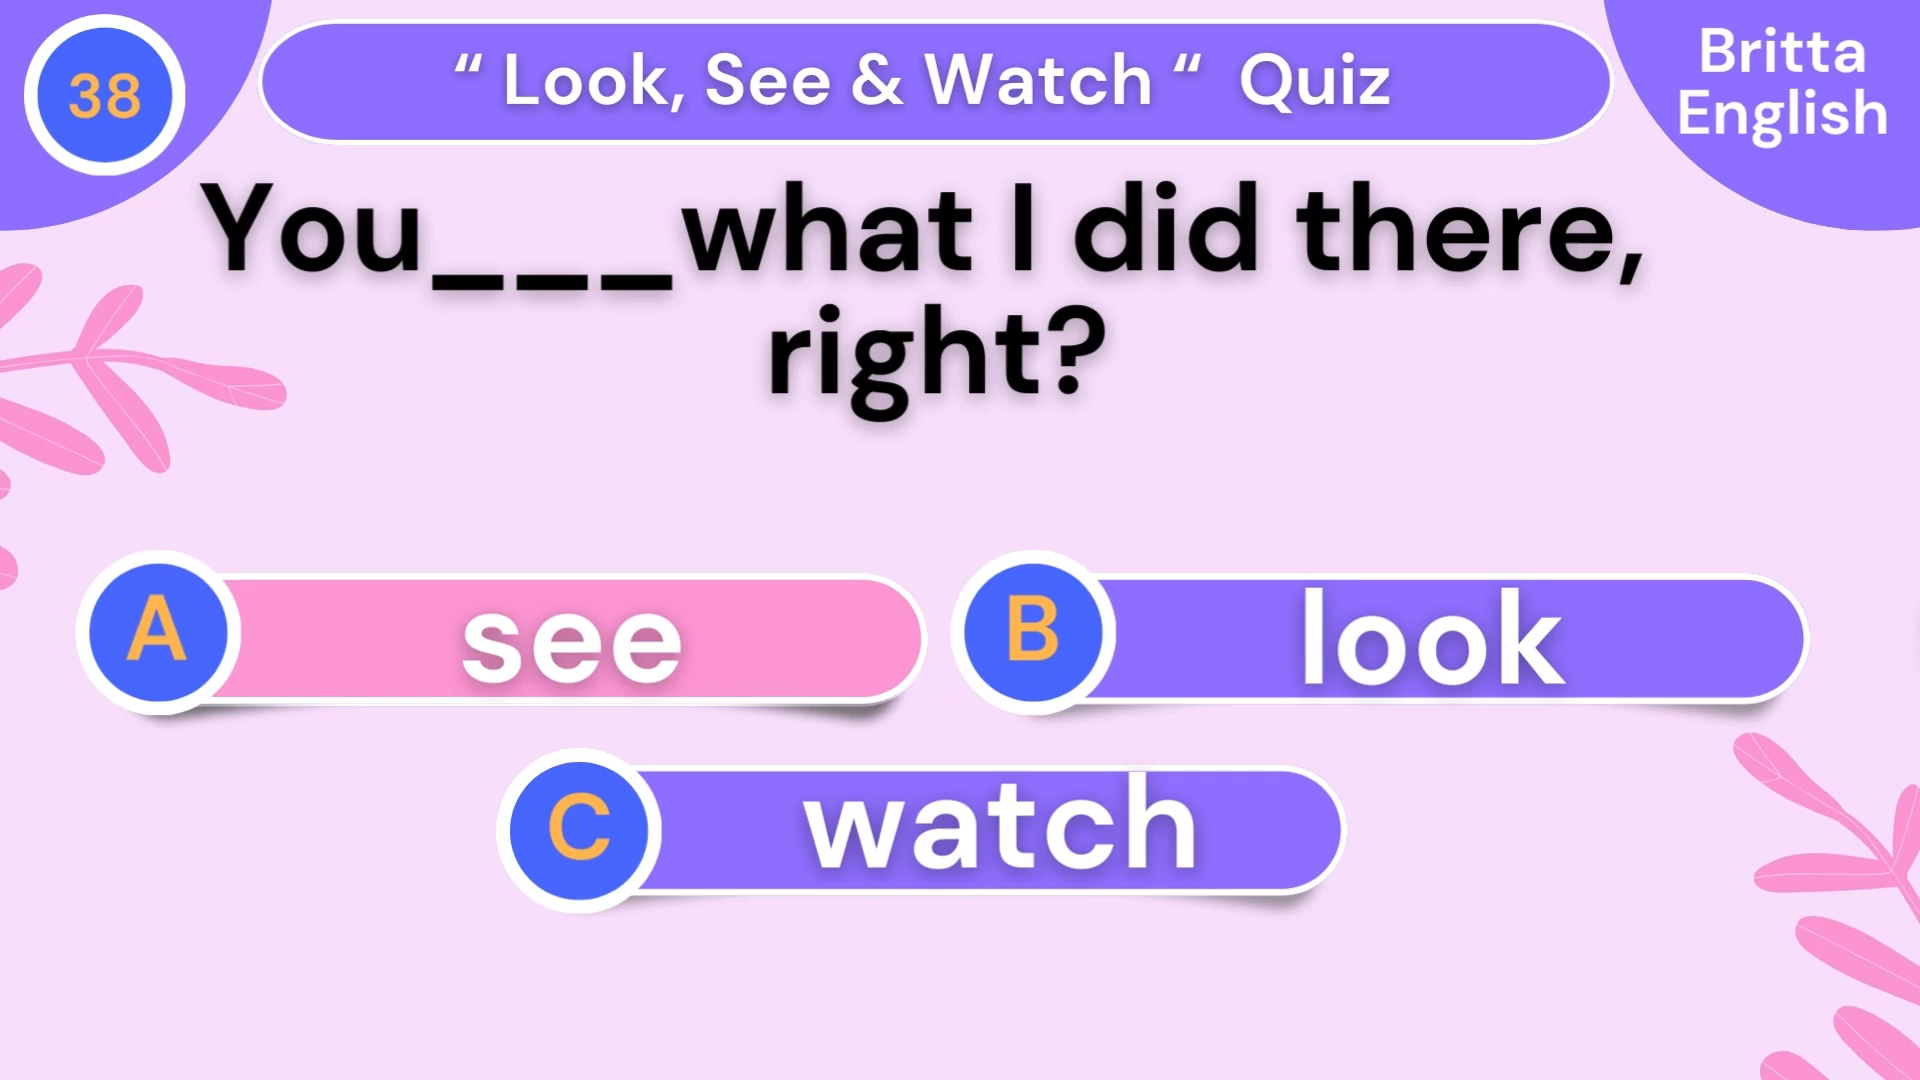 38
“ Look, See & Watch “ Quiz
Britta
English
You___what I did there,
right?
A see
B look
C watch